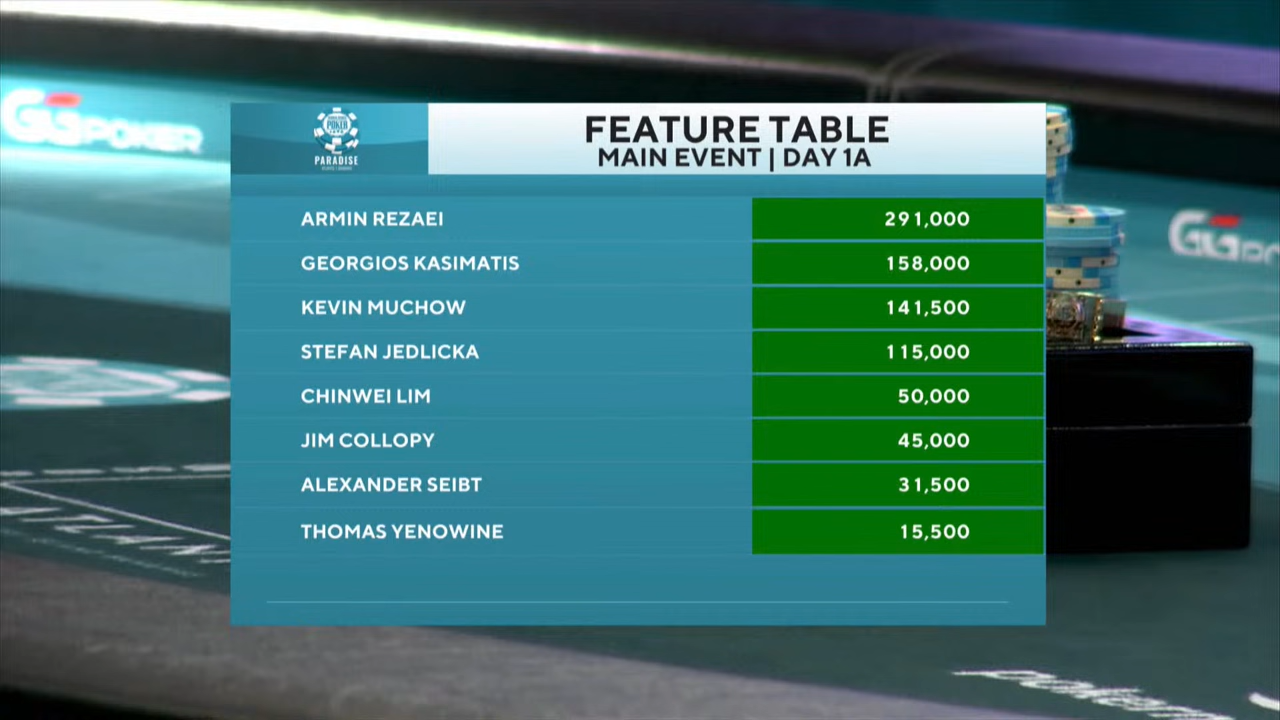 GGPOKER
PARADISE
FEATURE TABLE
MAIN EVENT | DAY 1A
ARMIN REZAEI 291,000
GEORGIOS KASIMATIS 158,000
KEVIN MUCHOW 141,500
STEFAN JEDLICKA 115,000
CHINWEI LIM 50,000
JIM COLLOPY 45,000
ALEXANDER SEIBT 31,500
THOMAS YENOWINE 15,500